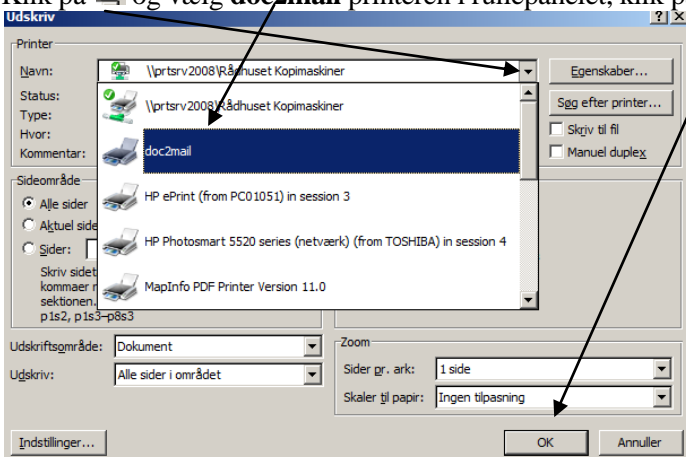 Klik på og vælg doc2mail printeren i rullepanelet, klik p
Udskriv
Printer
Navn: \\prtsrv2008\Rådhuset Kopimaskiner Egenskaber...
Status: \\prtsrv2008\Rådhuset Kopimaskiner Søg efter printer...
Type:
Hvor: Skriv til fil
Kommentar: doc2mail Manuel duplex
Sideområde
Alle sider HP ePrint (from PC01051) in session 3
Aktuel side
Sider: HP Photosmart 5520 series (netværk) (from TOSHIBA) in session 4
Skriv sidet
kommaer r MapInfo PDF Printer Version 11.0
sektionen.
p1s2, p1s3–p8s3
Udskriftsområde: Dokument Zoom
Udskriv: Alle sider i området Sider pr. ark: 1 side
Skaler til papir: Ingen tilpasning
Indstillinger... OK Annuller